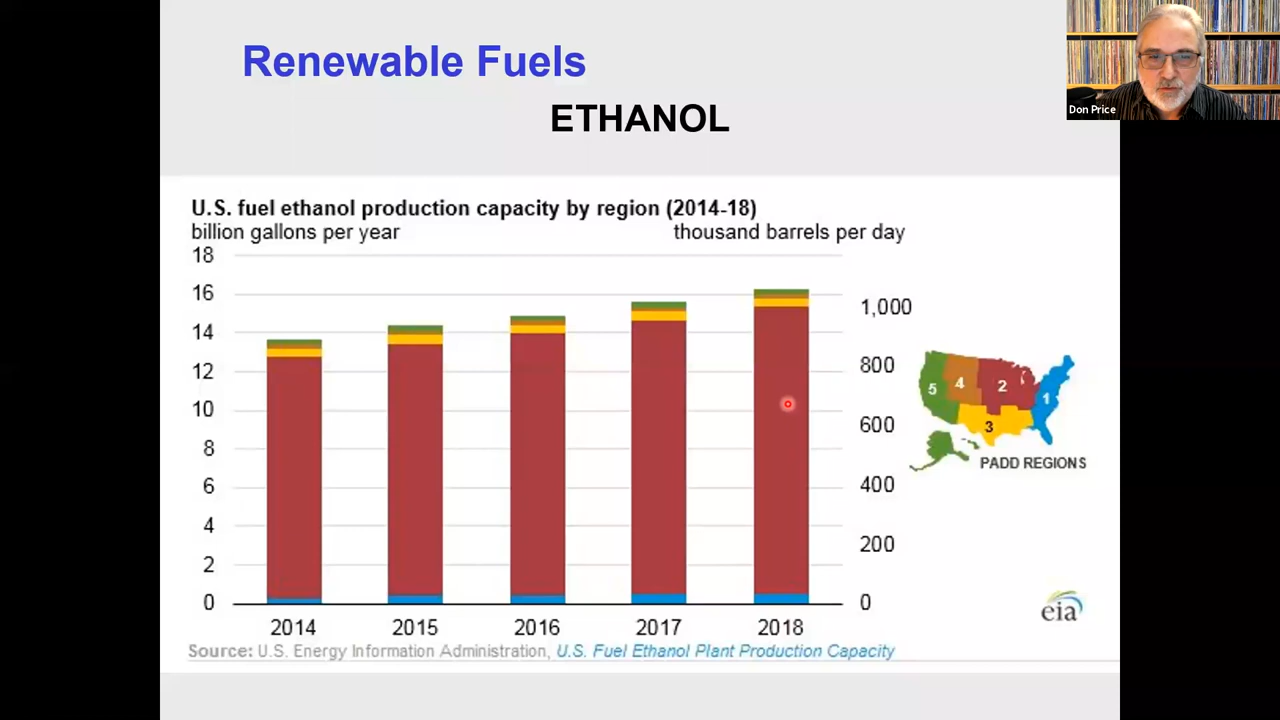 Renewable Fuels
ETHANOL
Don Price
U.S. fuel ethanol production capacity by region (2014-18)
billion gallons per year
thousand barrels per day
18
16
14
12
10
8
6
4
2
0
1,000
800
600
400
200
0
5
4
2
1
3
PADD REGIONS
eia
2014 2015 2016 2017 2018
Source: U.S. Energy Information Administration, U.S. Fuel Ethanol Plant Production Capacity